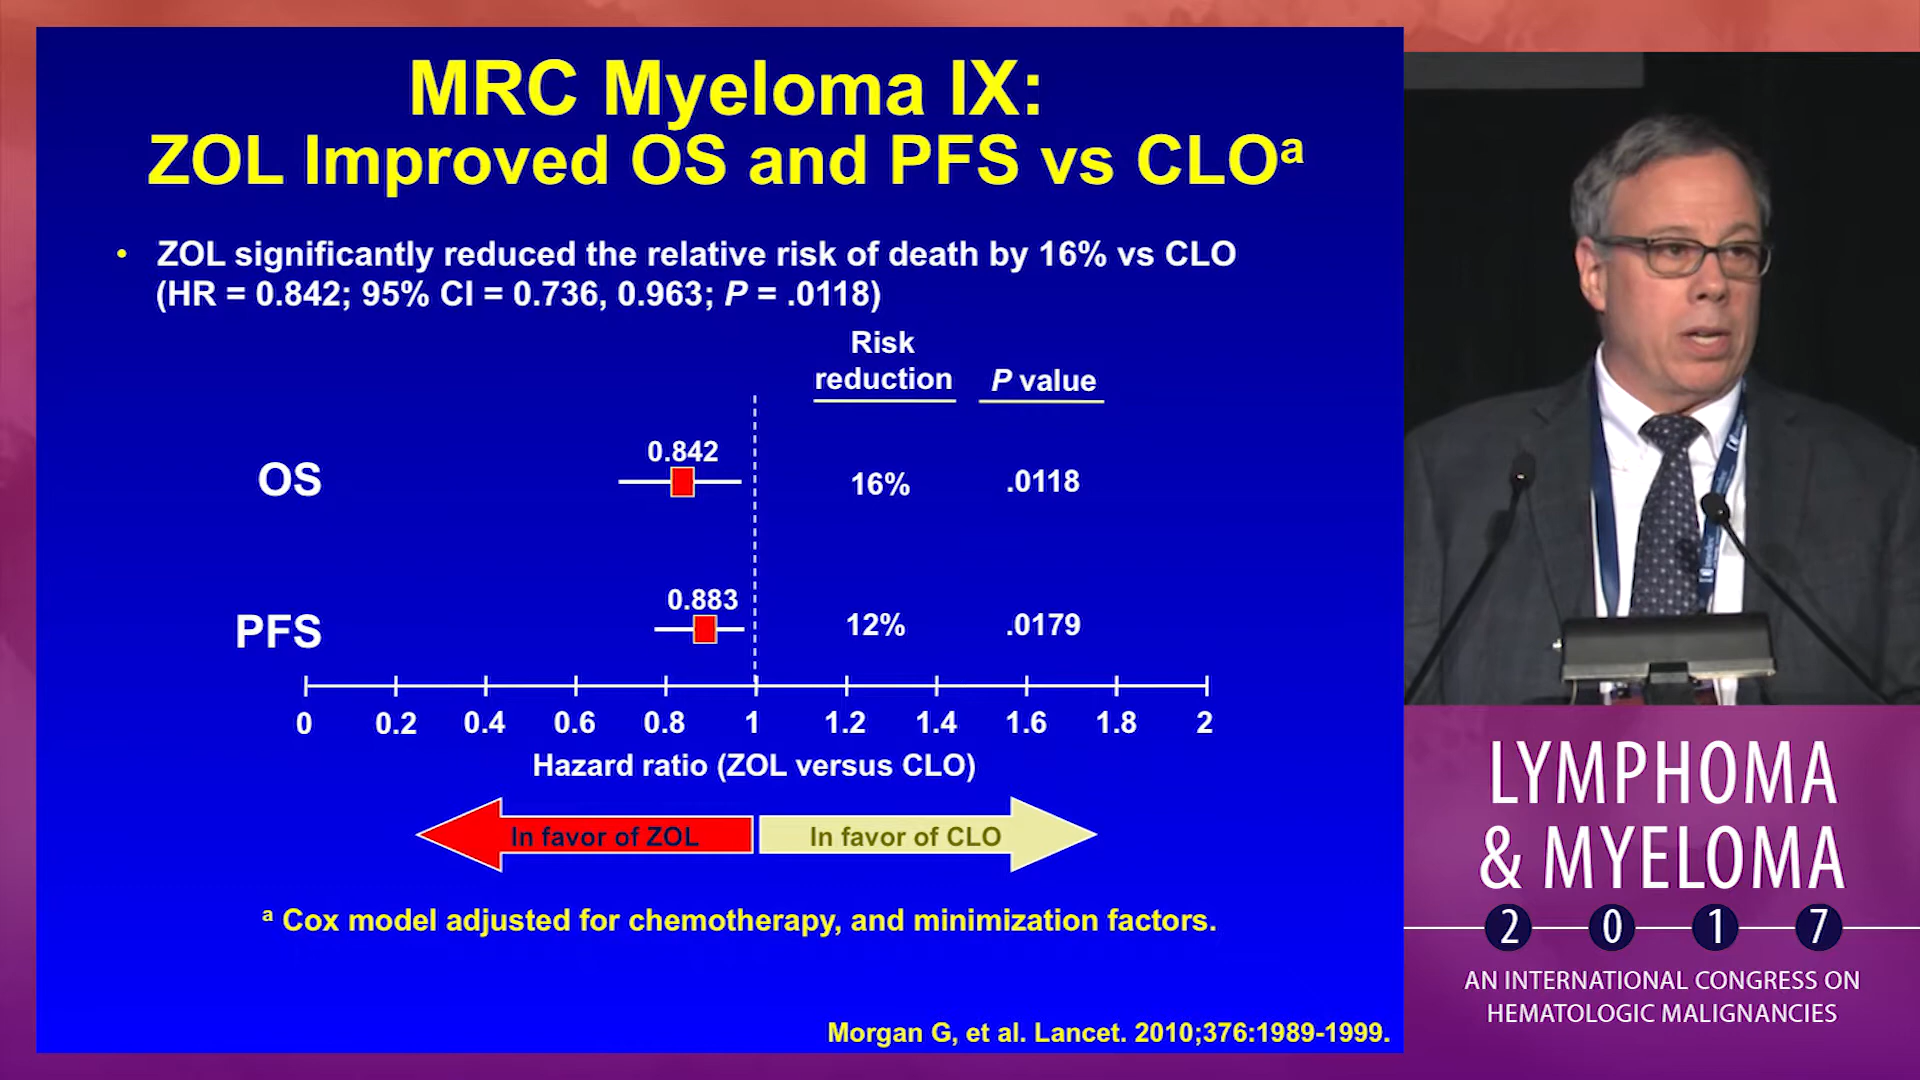 MRC Myeloma IX:
ZOL Improved OS and PFS vs CLOª
• ZOL significantly reduced the relative risk of death by 16% vs CLO
(HR = 0.842; 95% CI = 0.736, 0.963; P = .0118)
Risk
reduction P value
0.842
OS 16% .0118
0.883
PFS 12% .0179
0 0.2 0.4 0.6 0.8 1 1.2 1.4 1.6 1.8 2
Hazard ratio (ZOL versus CLO)
In favor of ZOL In favor of CLO
ª Cox model adjusted for chemotherapy, and minimization factors.
Morgan G, et al. Lancet. 2010;376:1989-1999.
LYMPHOMA
& MYELOMA
2017
AN INTERNATIONAL CONGRESS ON
HEMATOLOGIC MALIGNANCIES